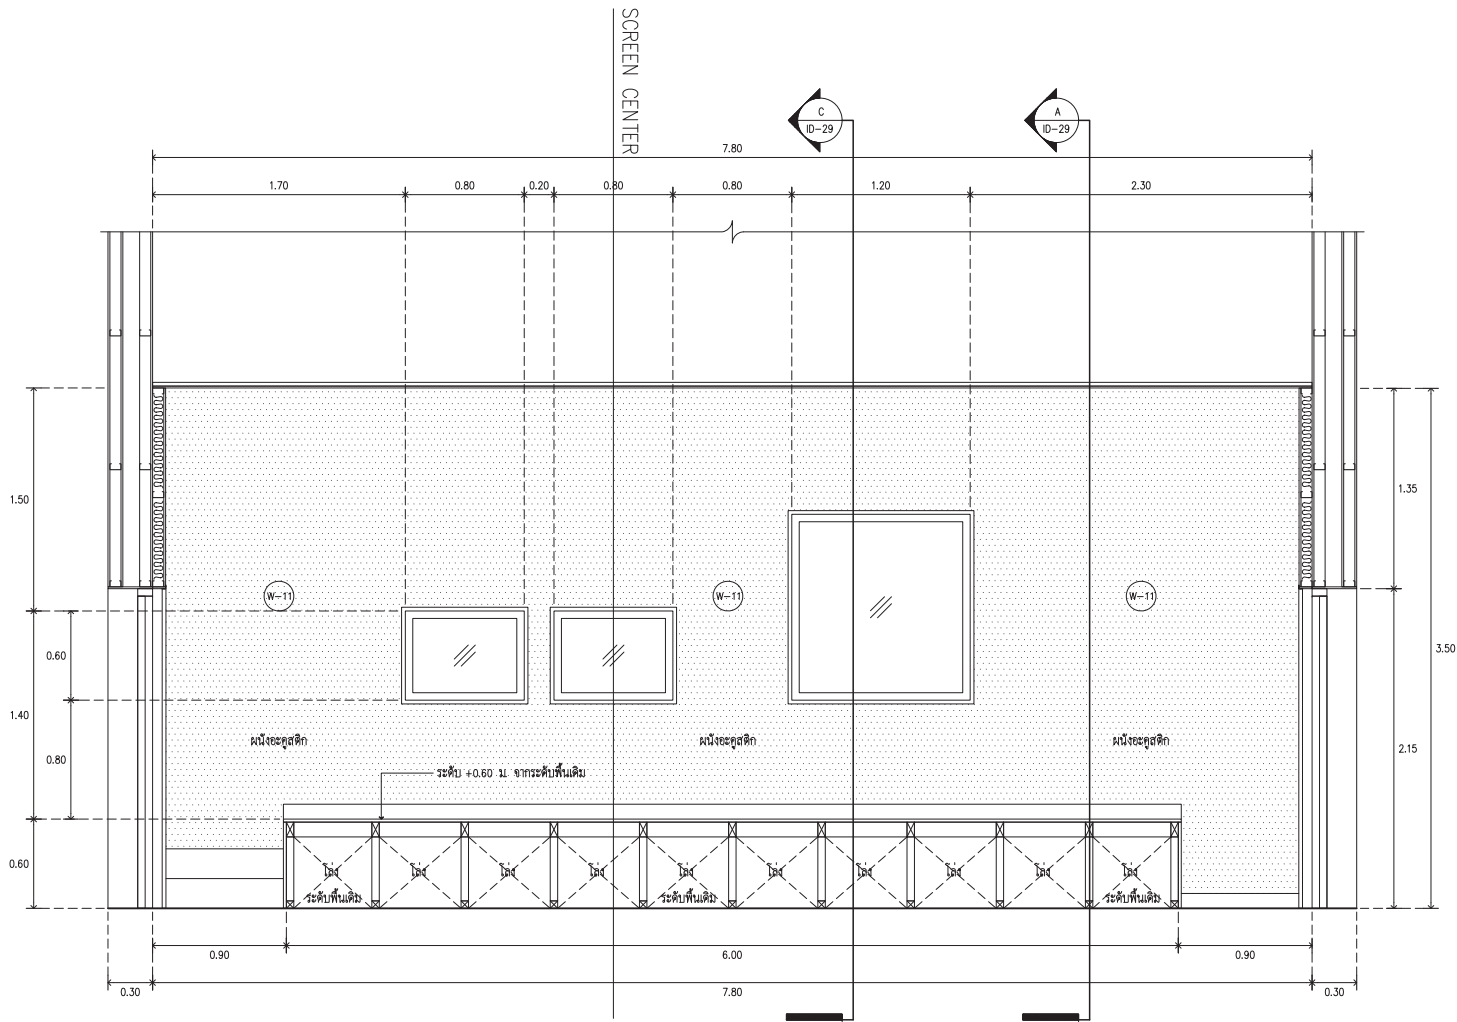 SCREEN CENTER
C
ID-29
A
ID-29
7.80
1.70
0.80
0.20
0.80
0.80
1.20
2.30
1.50
1.35
W-11
W-11
W-11
0.60
3.50
1.40
ผนังอะคูสติก
ผนังอะคูสติก
ผนังอะคูสติก
2.15
0.80
ระดับ +0.60 ม. จากระดับพื้นเดิม
0.60
โล่ง
โล่ง
โล่ง
โล่ง
โล่ง
โล่ง
โล่ง
โล่ง
โล่ง
โล่ง
ระดับพื้นเดิม
ระดับพื้นเดิม
ระดับพื้นเดิม
0.90
6.00
0.90
0.30
7.80
0.30